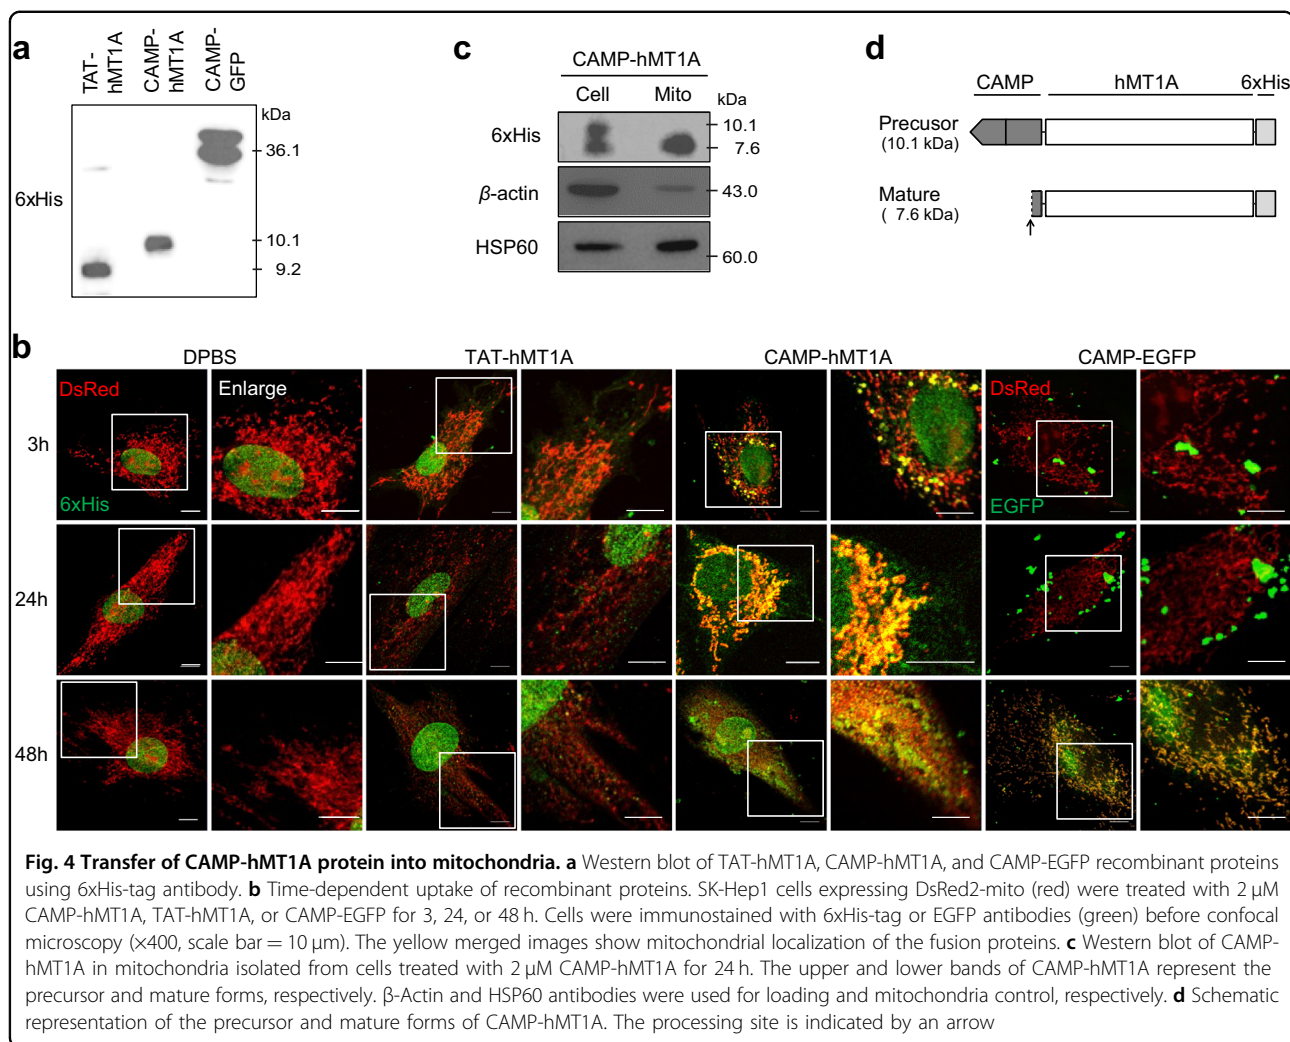 a
TAT-
hMT1A
CAMP-
hMT1A
CAMP-
GFP
kDa
36.1
6xHis
10.1
9.2
c
CAMP-hMT1A
Cell Mito
kDa
6xHis
10.1
7.6
β-actin
43.0
HSP60
60.0
d
CAMP hMT1A 6xHis
Precusor
(10.1 kDa)
Mature
( 7.6 kDa)
b
DPBS TAT-hMT1A CAMP-hMT1A CAMP-EGFP
DsRed Enlarge DsRed
3h
6xHis EGFP
24h
48h
Fig. 4 Transfer of CAMP-hMT1A protein into mitochondria. a Western blot of TAT-hMT1A, CAMP-hMT1A, and CAMP-EGFP recombinant proteins
using 6xHis-tag antibody. b Time-dependent uptake of recombinant proteins. SK-Hep1 cells expressing DsRed2-mito (red) were treated with 2 μM
CAMP-hMT1A, TAT-hMT1A, or CAMP-EGFP for 3, 24, or 48 h. Cells were immunostained with 6xHis-tag or EGFP antibodies (green) before confocal
microscopy (×400, scale bar = 10 μm). The yellow merged images show mitochondrial localization of the fusion proteins. c Western blot of CAMP-
hMT1A in mitochondria isolated from cells treated with 2 μM CAMP-hMT1A for 24 h. The upper and lower bands of CAMP-hMT1A represent the
precursor and mature forms, respectively. β-Actin and HSP60 antibodies were used for loading and mitochondria control, respectively. d Schematic
representation of the precursor and mature forms of CAMP-hMT1A. The processing site is indicated by an arrow